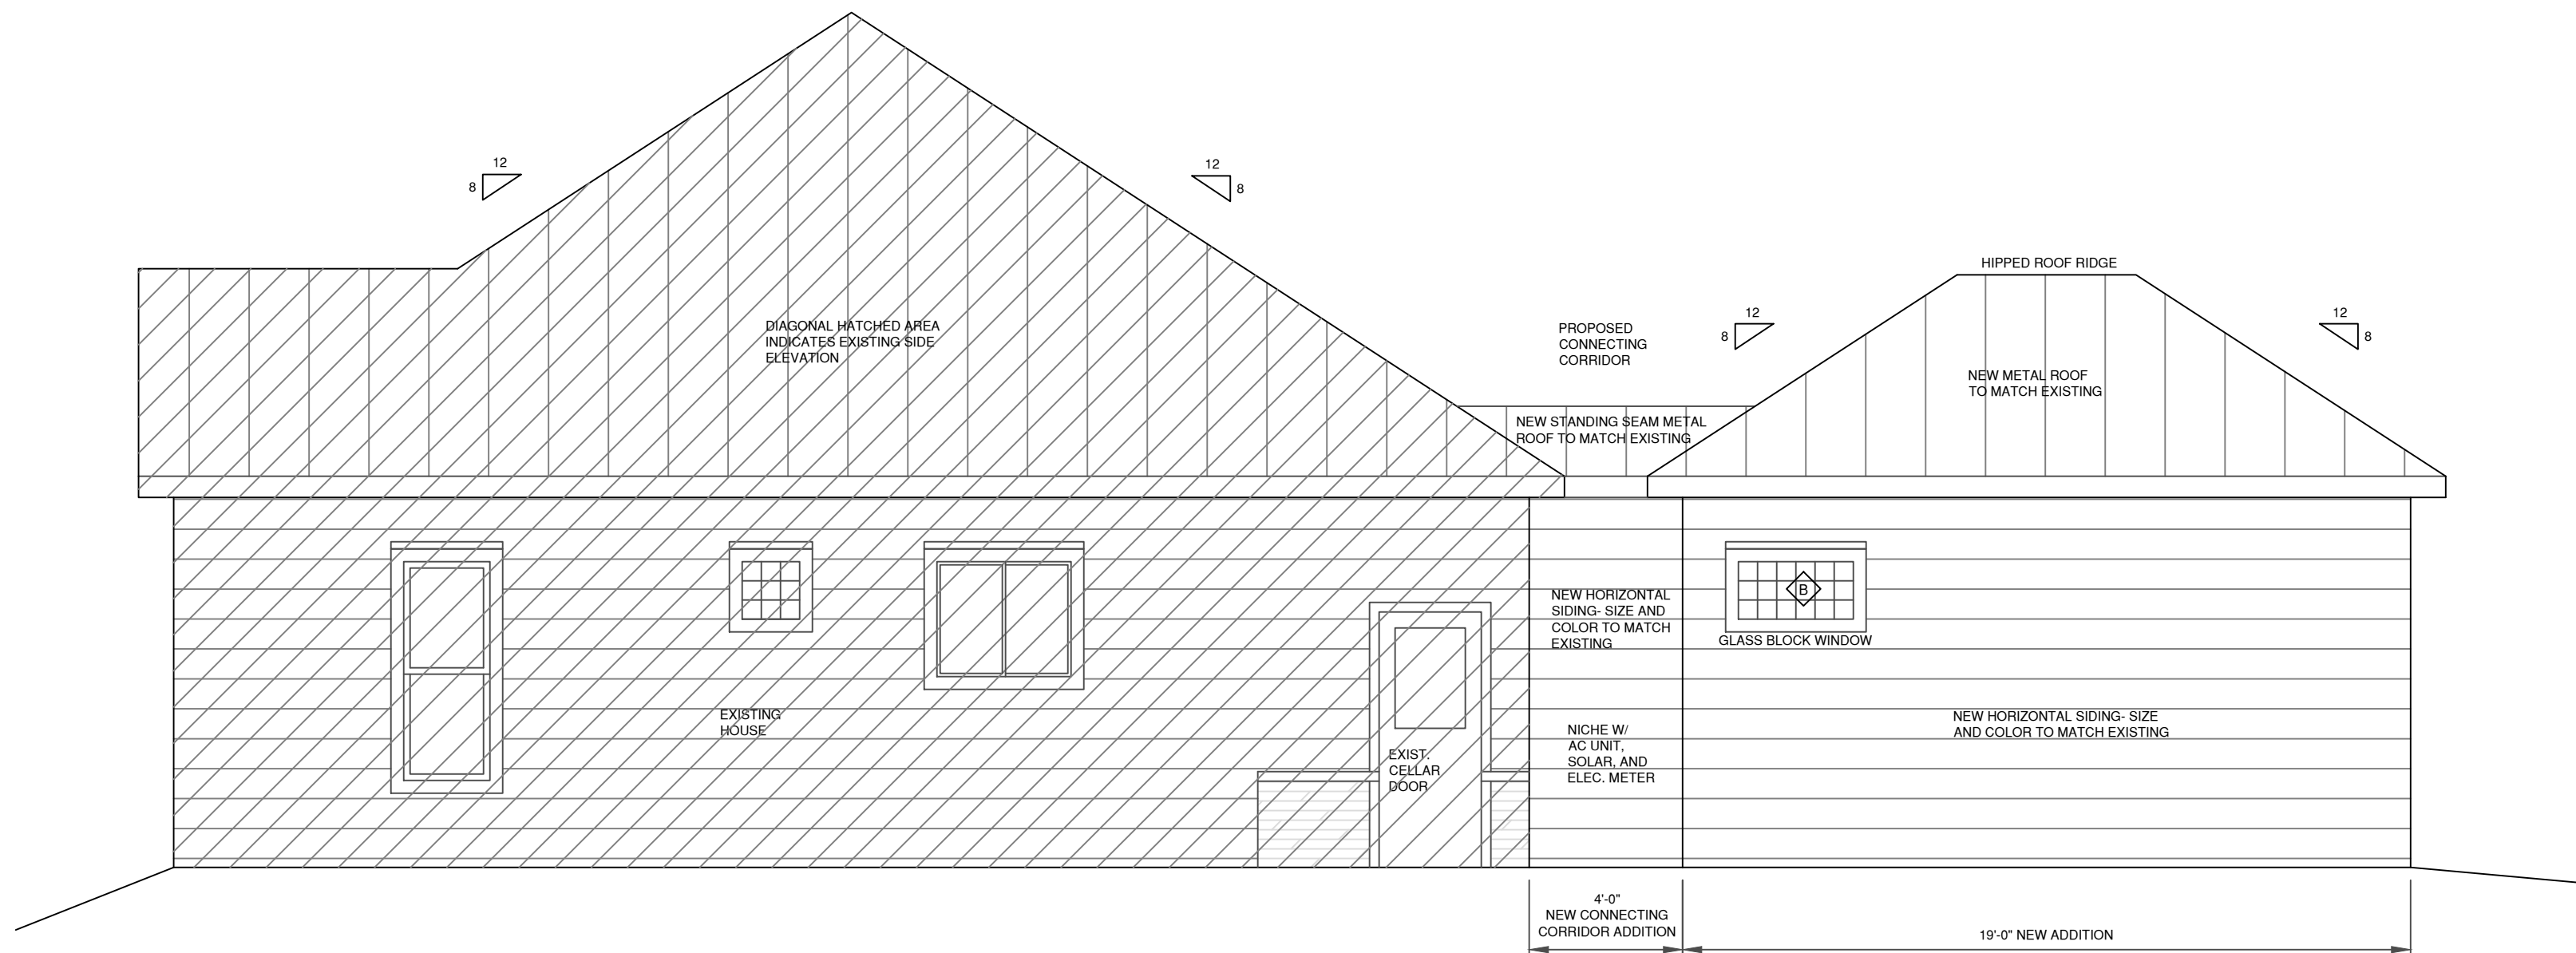 12
8
12
8
HIPPED ROOF RIDGE
12
8
12
8
DIAGONAL HATCHED AREA
INDICATES EXISTING SIDE
ELEVATION
PROPOSED
CONNECTING
CORRIDOR
NEW METAL ROOF
TO MATCH EXISTING
NEW STANDING SEAM METAL
ROOF TO MATCH EXISTING
NEW HORIZONTAL
SIDING- SIZE AND
COLOR TO MATCH
EXISTING
B
GLASS BLOCK WINDOW
EXISTING
HOUSE
EXIST.
CELLAR
DOOR
NICHE W/
AC UNIT,
SOLAR, AND
ELEC. METER
NEW HORIZONTAL SIDING- SIZE
AND COLOR TO MATCH EXISTING
4'-0"
NEW CONNECTING
CORRIDOR ADDITION
19'-0" NEW ADDITION